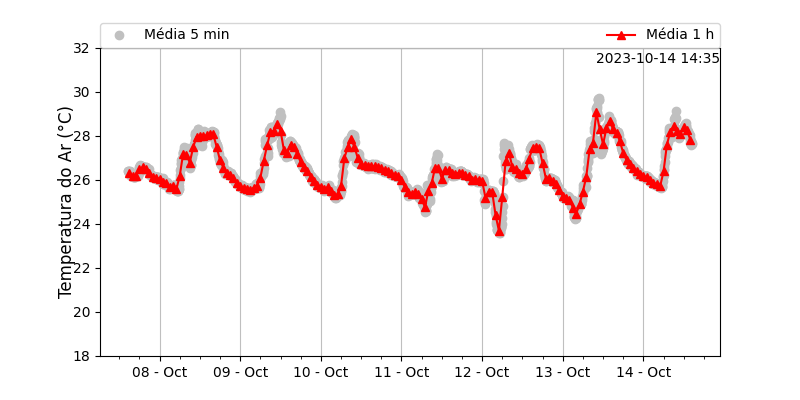 Média 5 min
Média 1 h
2023-10-14 14:35
Temperatura do Ar (°C)
32
30
28
26
24
22
20
18
08 - Oct
09 - Oct
10 - Oct
11 - Oct
12 - Oct
13 - Oct
14 - Oct